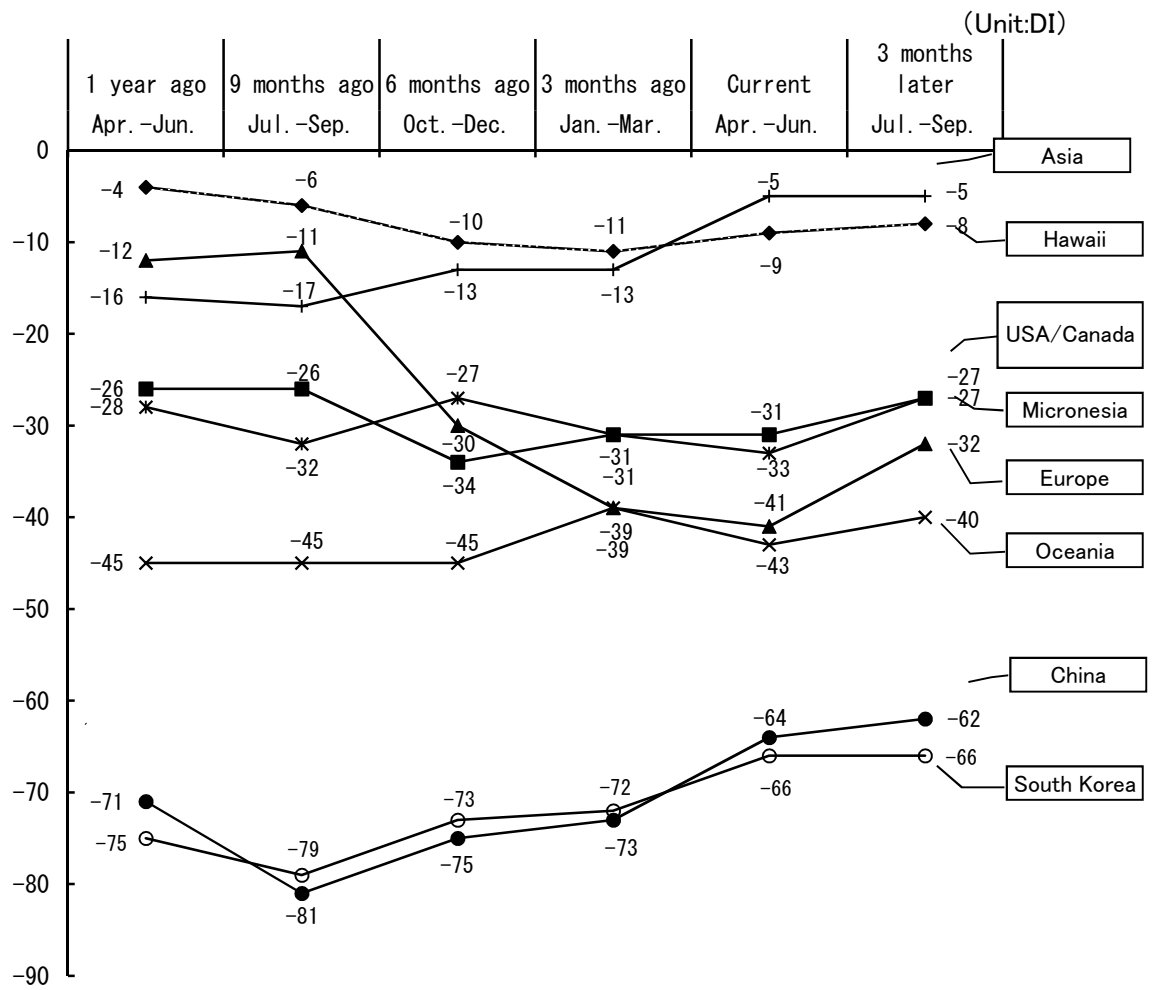 (Unit:DI)
1 year ago
Apr.-Jun.
9 months ago
Jul.-Sep.
6 months ago
Oct.-Dec.
3 months ago
Jan.-Mar.
Current
Apr.-Jun.
3 months
later
Jul.-Sep.
0
-10
-20
-30
-40
-50
-60
-70
-80
-90
-4
-6
-10
-11
-9
-8
-12
-11
-30
-39
-41
-32
-16
-17
-13
-13
-5
-5
-26
-26
-34
-31
-31
-27
-28
-32
-27
-31
-33
-27
-45
-45
-45
-39
-43
-40
-71
-81
-75
-73
-64
-62
-75
-79
-73
-72
-66
-66
Asia
Hawaii
USA/Canada
Micronesia
Europe
Oceania
China
South Korea